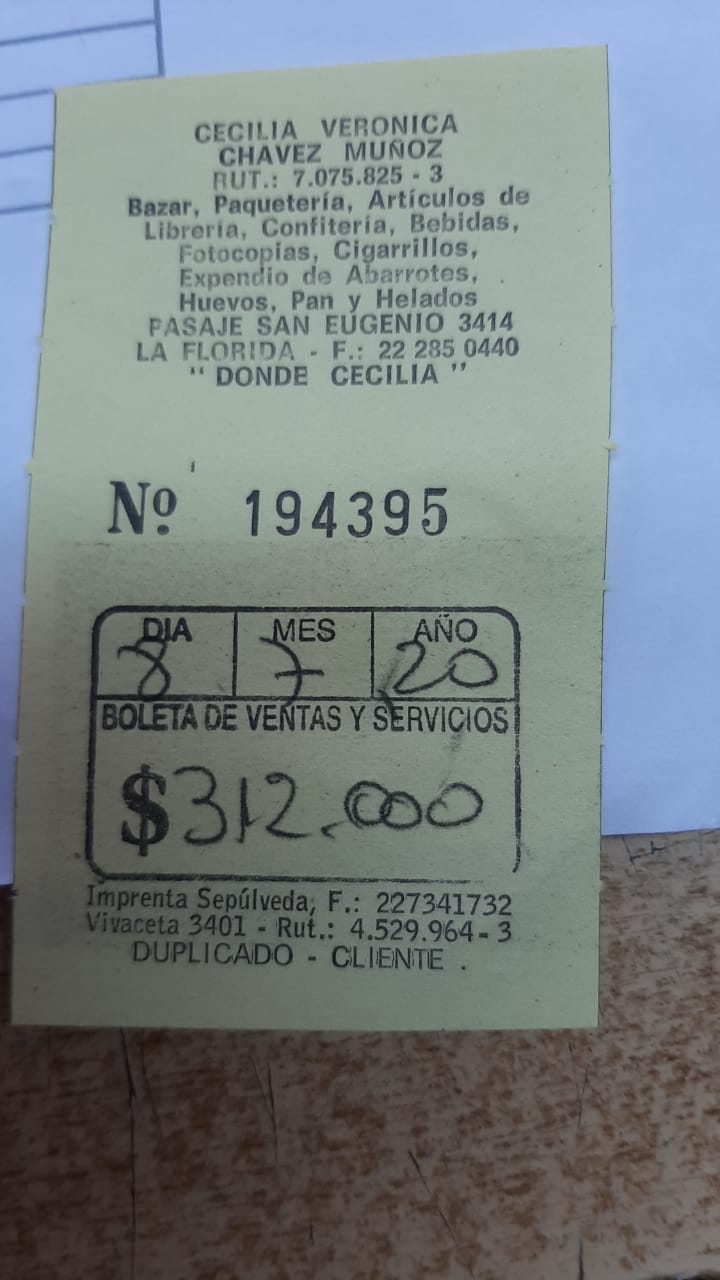 CECILIA VERONICA
CHAVEZ MUÑOZ
RUT.: 7.075.825 - 3
Bazar, Paquetería, Artículos de
Librería, Confitería, Bebidas,
Fotocopias, Cigarrillos,
Expendio de Abarrotes,
Huevos, Pan y Helados
PASAJE SAN EUGENIO 3414
LA FLORIDA - F.: 22 285 0440
" DONDE CECILIA "
Nº 194395
DIA MES AÑO
8 7 20
BOLETA DE VENTAS Y SERVICIOS
$312.000
Imprenta Sepúlveda, F.: 227341732
Vivaceta 3401 - Rut.: 4.529.964-3
DUPLICADO - CLIENTE .